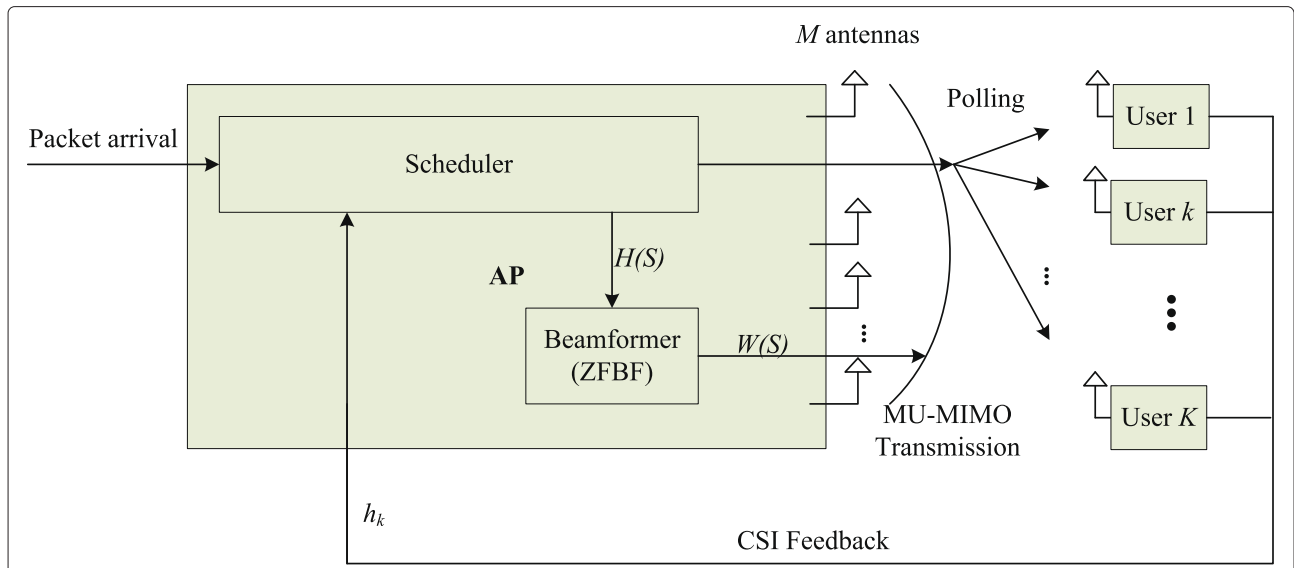 M antennas
Polling
User 1
Packet arrival
Scheduler
User k
H(S)
AP
...
...
...
Beamformer
(ZFBF)
W(S)
MU-MIMO
Transmission
User K
h_k
CSI Feedback